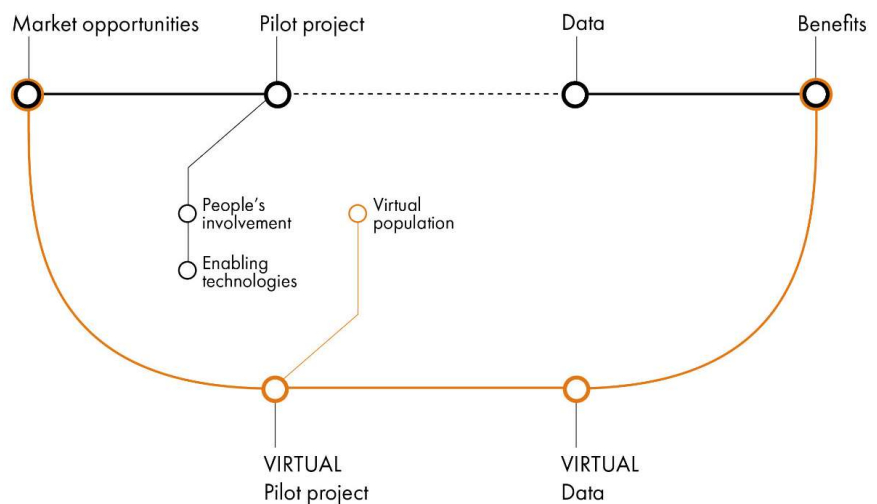 Market opportunities
Pilot project
Data
Benefits
People's
involvement
Virtual
population
Enabling
technologies
VIRTUAL
Pilot project
VIRTUAL
Data